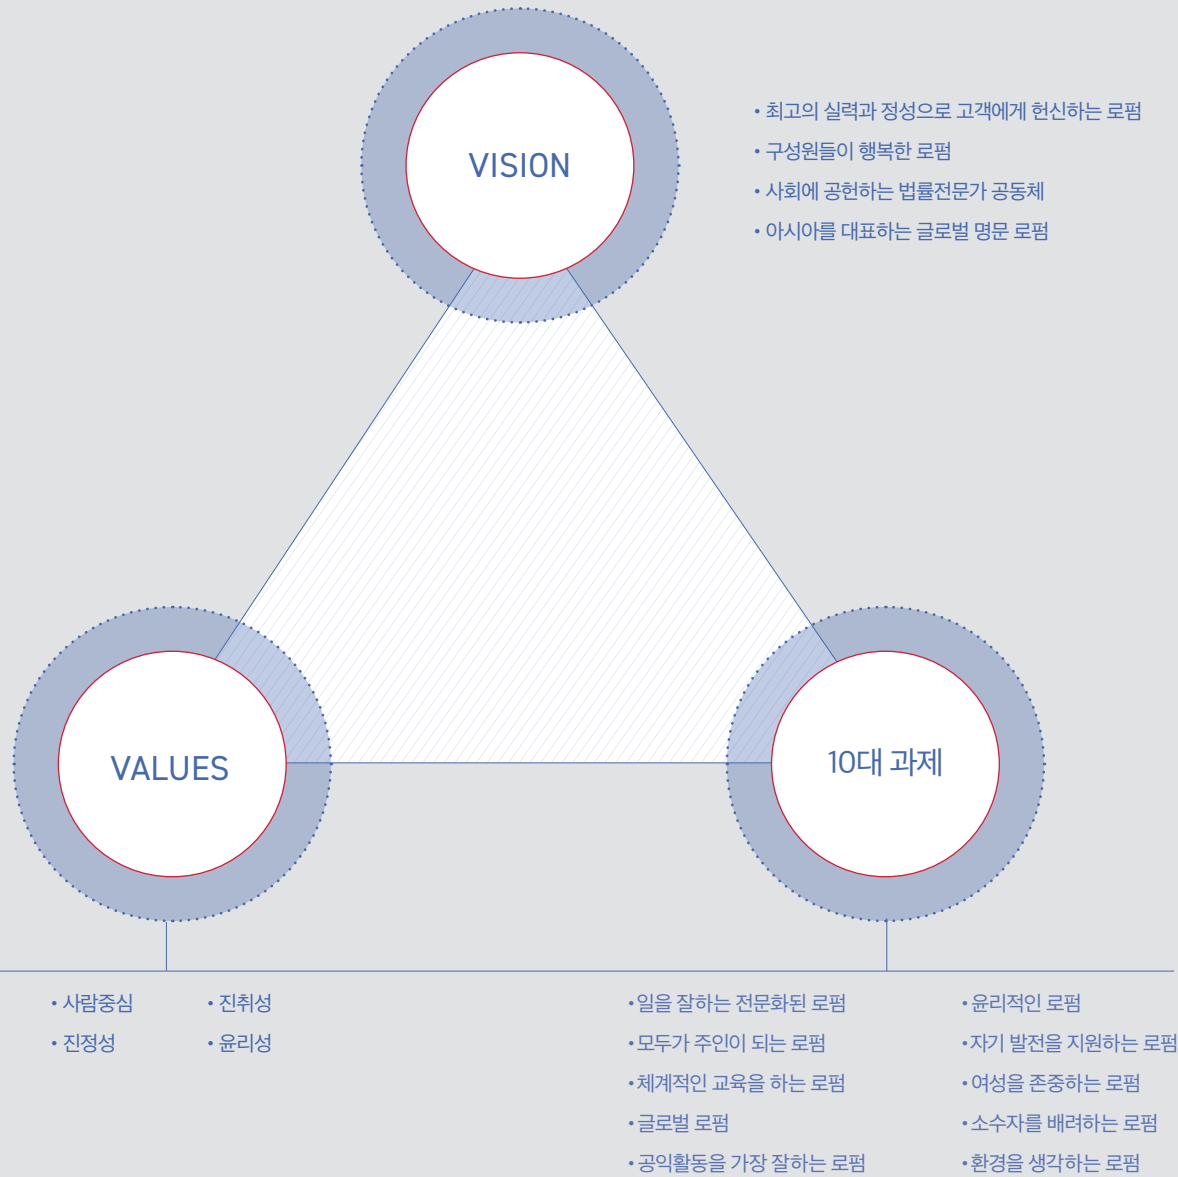 VISION
• 최고의 실력과 정성으로 고객에게 헌신하는 로펌
• 구성원들이 행복한 로펌
• 사회에 공헌하는 법률전문가 공동체
• 아시아를 대표하는 글로벌 명문 로펌
VALUES
10대 과제
• 사람중심
• 진정성
• 진취성
• 윤리성
• 일을 잘하는 전문화된 로펌
• 모두가 주인이 되는 로펌
• 체계적인 교육을 하는 로펌
• 글로벌 로펌
• 공익활동을 가장 잘하는 로펌
• 윤리적인 로펌
• 자기 발전을 지원하는 로펌
• 여성을 존중하는 로펌
• 소수자를 배려하는 로펌
• 환경을 생각하는 로펌